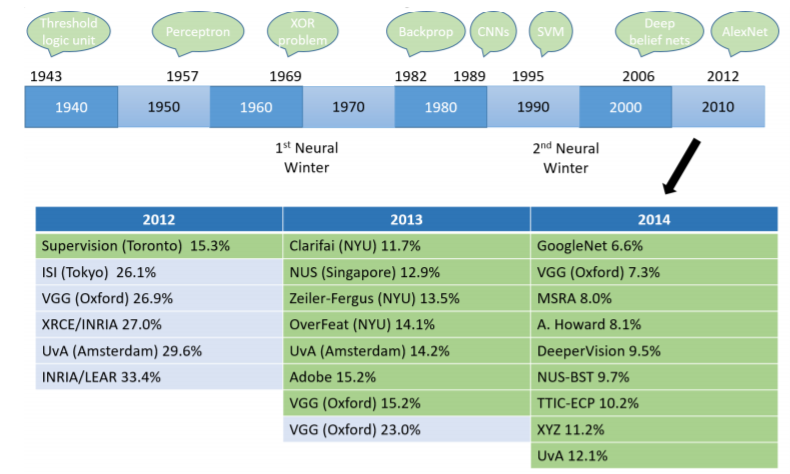 Threshold
logic unit
Perceptron
XOR
problem
Backprop
CNNs
SVM
Deep
belief nets
AlexNet
1943
1957
1969
1982
1989
1995
2006
2012
1940
1950
1960
1970
1980
1990
2000
2010
1st Neural
Winter
2nd Neural
Winter
2012
2013
2014
Supervision (Toronto) 15.3%
Clarifai (NYU) 11.7%
GoogleNet 6.6%
ISI (Tokyo) 26.1%
NUS (Singapore) 12.9%
VGG (Oxford) 7.3%
VGG (Oxford) 26.9%
Zeiler-Fergus (NYU) 13.5%
MSRA 8.0%
XRCE/INRIA 27.0%
OverFeat (NYU) 14.1%
A. Howard 8.1%
UvA (Amsterdam) 29.6%
UvA (Amsterdam) 14.2%
DeeperVision 9.5%
INRIA/LEAR 33.4%
Adobe 15.2%
NUS-BST 9.7%
VGG (Oxford) 15.2%
TTIC-ECP 10.2%
VGG (Oxford) 23.0%
XYZ 11.2%
UvA 12.1%